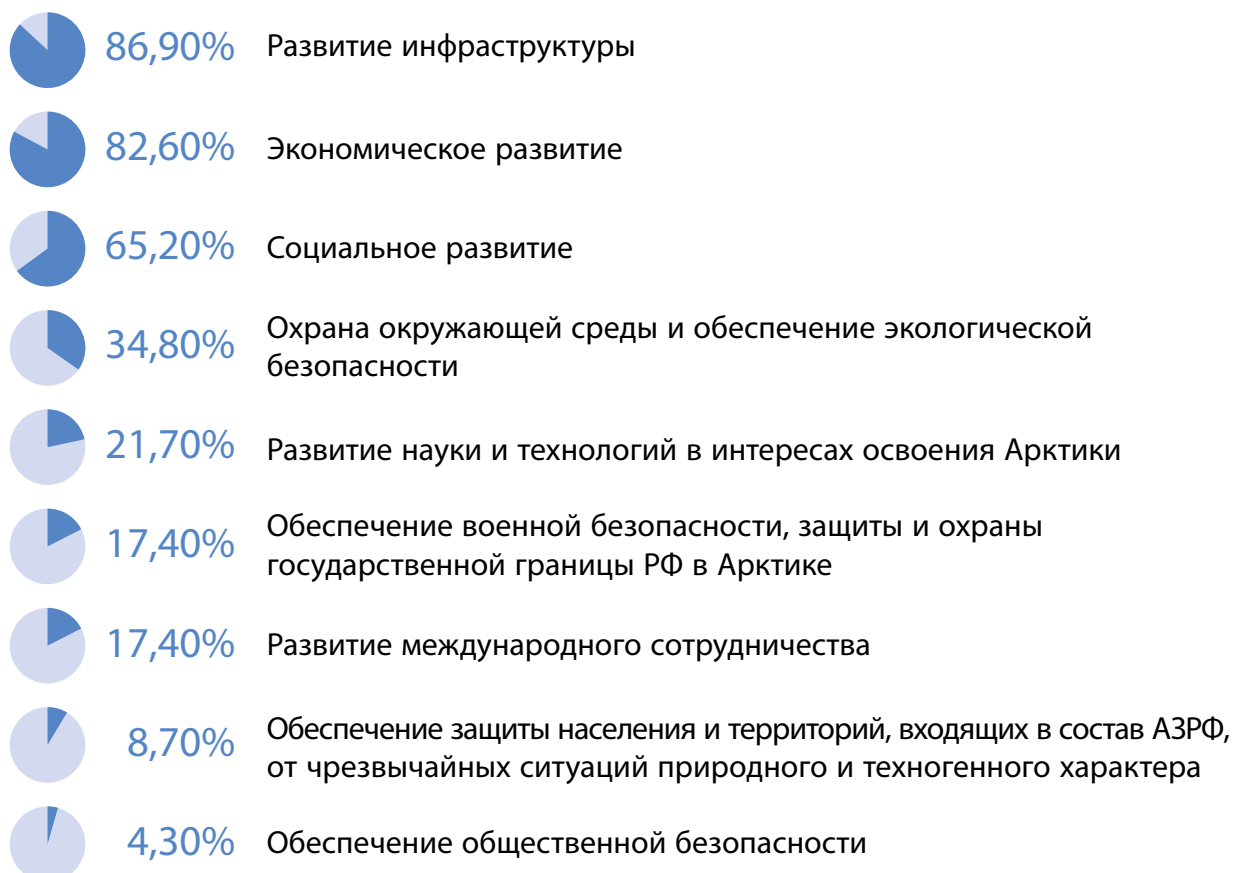 86,90% Развитие инфраструктуры
82,60% Экономическое развитие
65,20% Социальное развитие
34,80% Охрана окружающей среды и обеспечение экологической
безопасности
21,70% Развитие науки и технологий в интересах освоения Арктики
17,40% Обеспечение военной безопасности, защиты и охраны
государственной границы РФ в Арктике
17,40% Развитие международного сотрудничества
8,70% Обеспечение защиты населения и территорий, входящих в состав АЗРФ,
от чрезвычайных ситуаций природного и техногенного характера
4,30% Обеспечение общественной безопасности